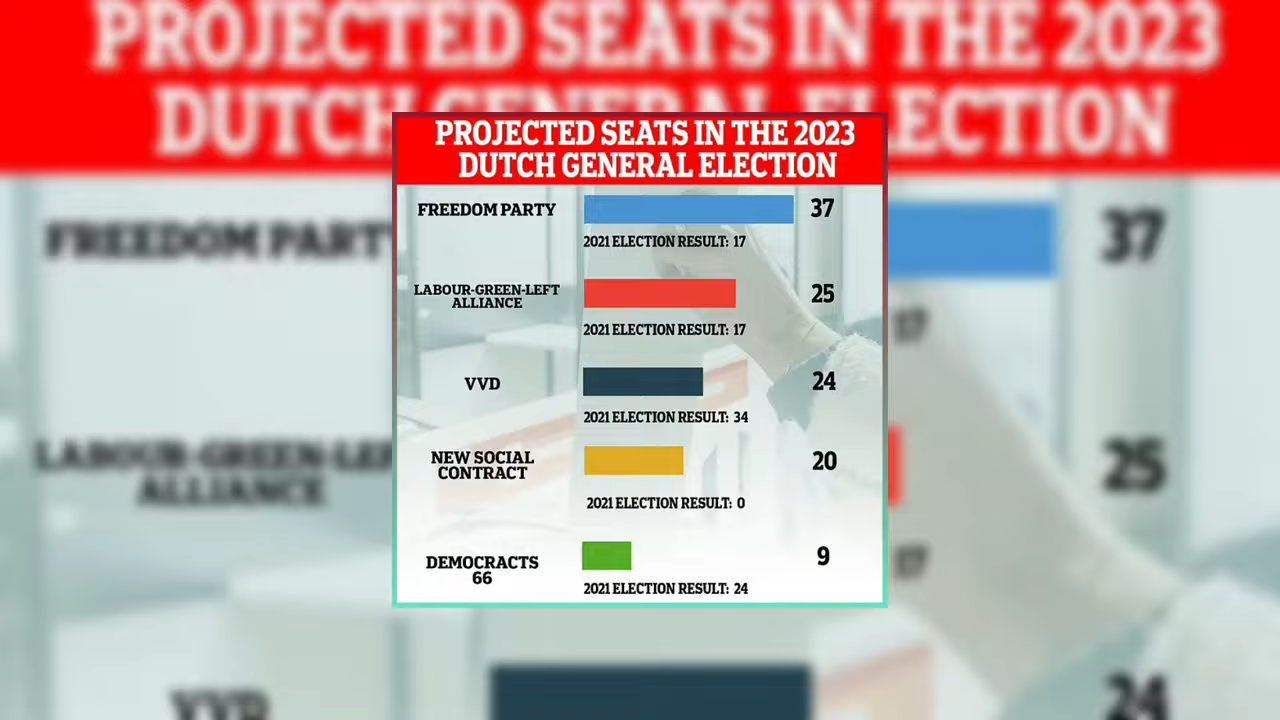 PROJECTED SEATS IN THE 2023
DUTCH GENERAL ELECTION
FREEDOM PARTY
37
2021 ELECTION RESULT: 17
LABOUR-GREEN-LEFT
ALLIANCE
25
2021 ELECTION RESULT: 17
VVD
24
2021 ELECTION RESULT: 34
NEW SOCIAL
CONTRACT
20
2021 ELECTION RESULT: 0
DEMOCRACTS
66
9
2021 ELECTION RESULT: 24